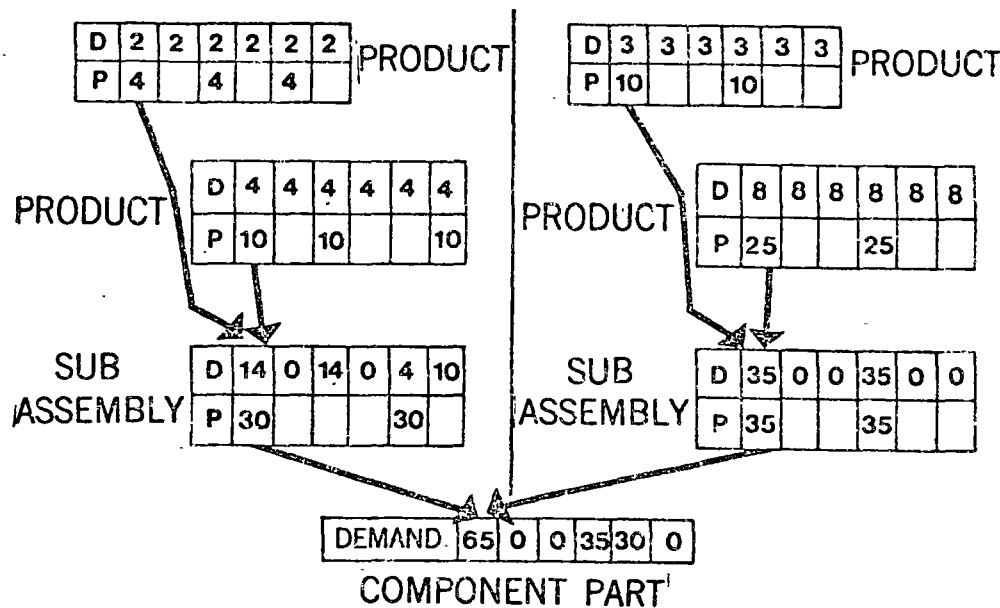 D 2 2 2 2 2 2
P 4 4 4
PRODUCT
D 4 4 4 4 4 4
P 10 10 10
PRODUCT
D 14 0 14 0 4 10
P 30 30
SUB
ASSEMBLY
D 3 3 3 3 3 3
P 10 10
PRODUCT
D 8 8 8 8 8 8
P 25 25
PRODUCT
D 35 0 0 35 0 0
P 35 35
SUB
ASSEMBLY
DEMAND 65 0 0 35 30 0
COMPONENT PART